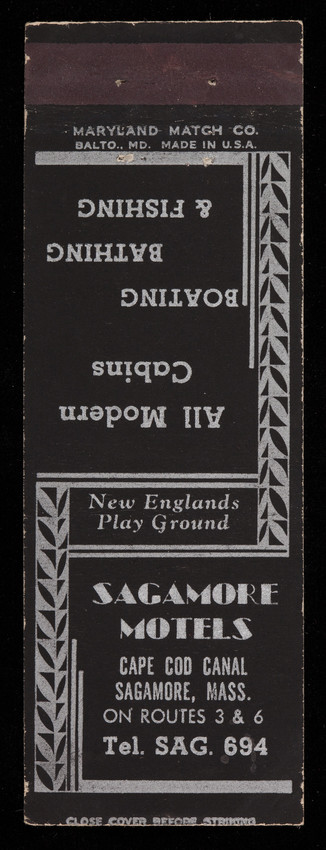 MARYLAND MATCH CO.
BALTO., MD. MADE IN U.S.A.
All Modern
Cabins
BOATING
BATHING
& FISHING
New Englands
Play Ground
SAGAMORE
MOTELS
CAPE COD CANAL
SAGAMORE, MASS.
ON ROUTES 3 & 6
Tel. SAG. 694
CLOSE COVER BEFORE STRIKING